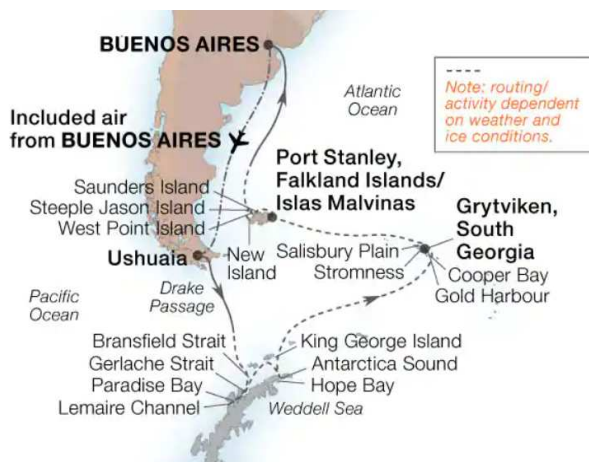 BUENOS AIRES
Atlantic
Ocean
Note: routing/
activity dependent
on weather and
ice conditions.
Included air
from BUENOS AIRES
Port Stanley,
Falkland Islands/
Islas Malvinas
Saunders Island
Steeple Jason Island
West Point Island
New
Island
Ushuaia
Grytviken,
South
Georgia
Salisbury Plain
Stromness
Cooper Bay
Gold Harbour
Drake
Passage
Pacific
Ocean
Bransfield Strait
Gerlache Strait
Paradise Bay
Lemaire Channel
King George Island
Antarctica Sound
Hope Bay
Weddell Sea